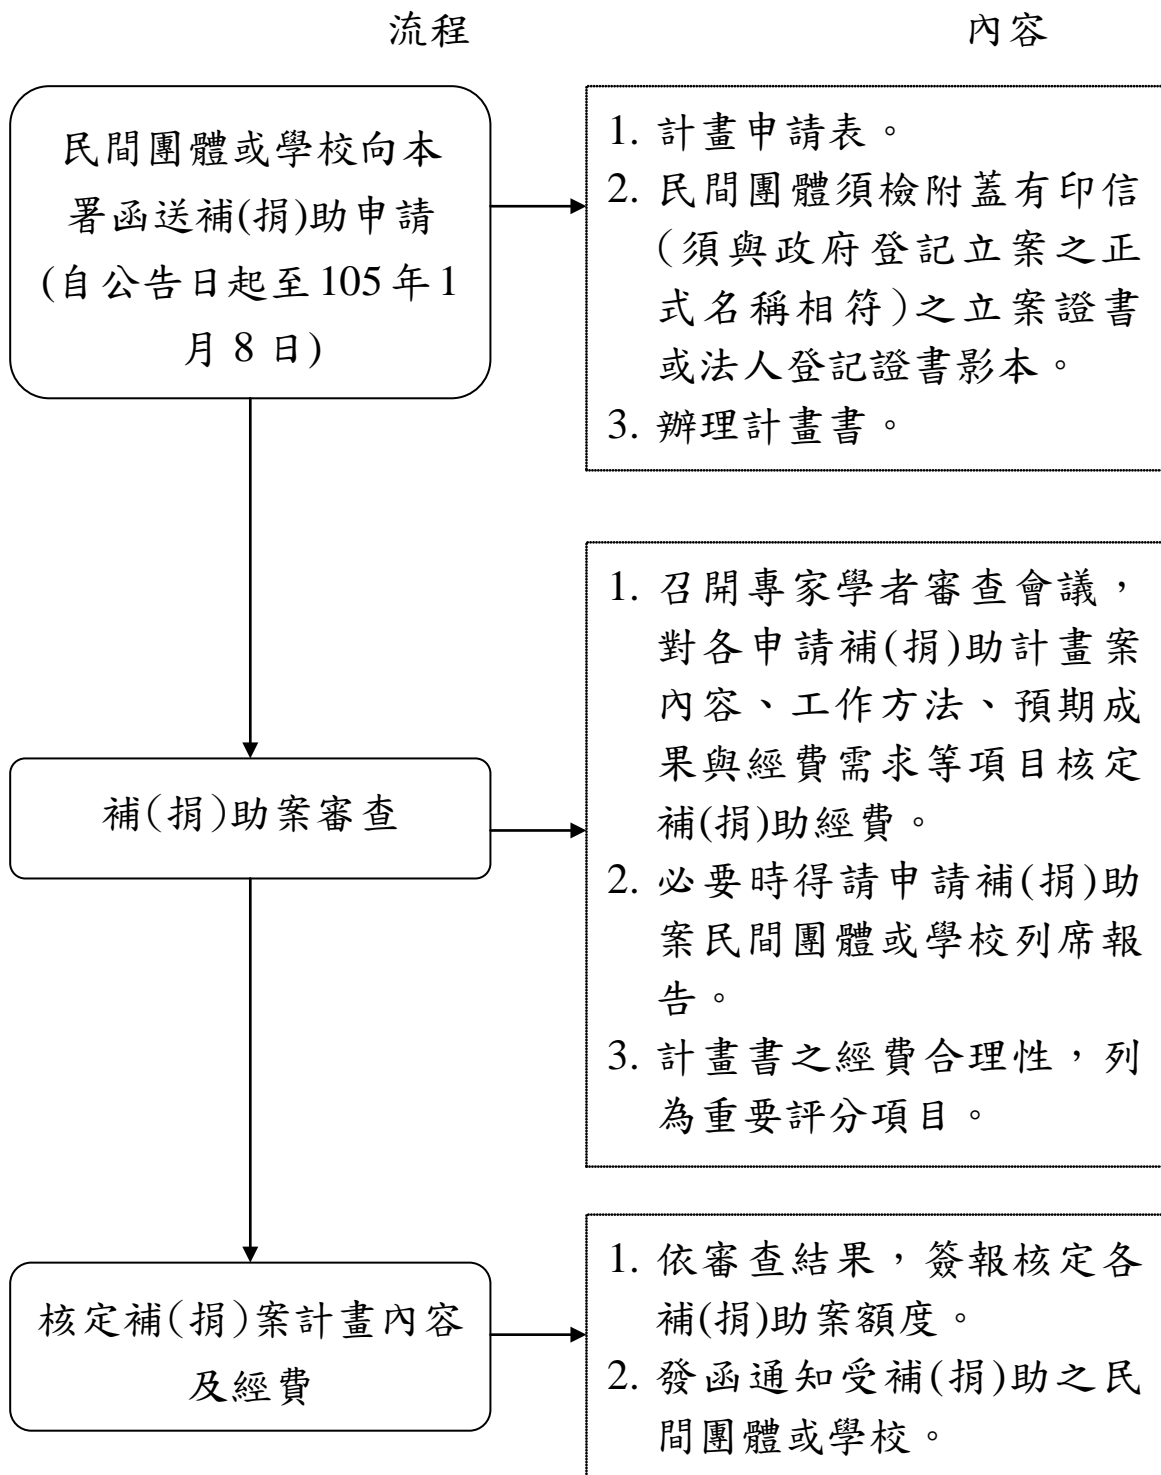 流程
內容
民間團體或學校向本
署函送補(捐)助申請
(自公告日起至 105 年 1
月 8 日)
1. 計畫申請表。
2. 民間團體須檢附蓋有印信
(須與政府登記立案之正
式名稱相符)之立案證書
或法人登記證書影本。
3. 辦理計畫書。
補(捐)助案審查
1. 召開專家學者審查會議，
對各申請補(捐)助計畫案
內容、工作方法、預期成
果與經費需求等項目核定
補(捐)助經費。
2. 必要時得請申請補(捐)助
案民間團體或學校列席報
告。
3. 計畫書之經費合理性，列
為重要評分項目。
核定補(捐)案計畫內容
及經費
1. 依審查結果，簽報核定各
補(捐)助案額度。
2. 發函通知受補(捐)助之民
間團體或學校。